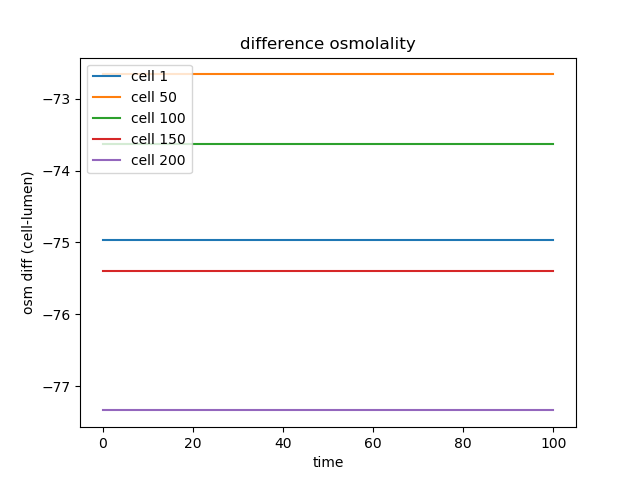 difference osmolality
osm diff (cell-lumen)
−73
−74
−75
−76
−77
cell 1
cell 50
cell 100
cell 150
cell 200
0
20
40
60
80
100
time